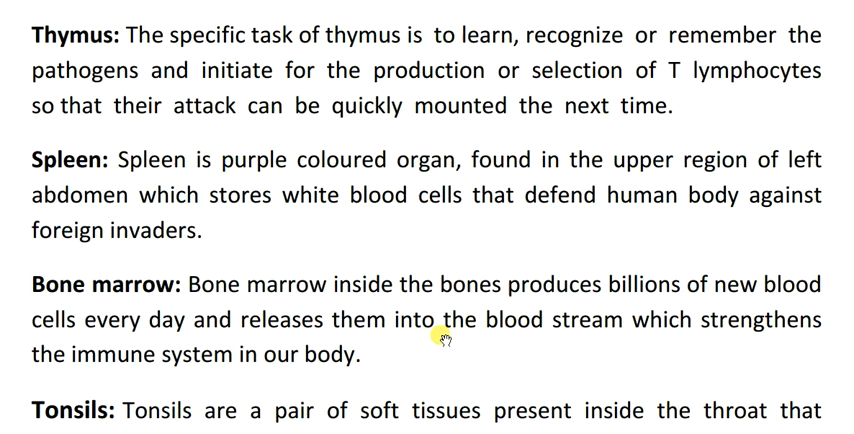 Thymus: The specific task of thymus is to learn, recognize or remember the
pathogens and initiate for the production or selection of T lymphocytes
so that their attack can be quickly mounted the next time.
Spleen: Spleen is purple coloured organ, found in the upper region of left
abdomen which stores white blood cells that defend human body against
foreign invaders.
Bone marrow: Bone marrow inside the bones produces billions of new blood
cells every day and releases them into the blood stream which strengthens
the immune system in our body.
Tonsils: Tonsils are a pair of soft tissues present inside the throat that